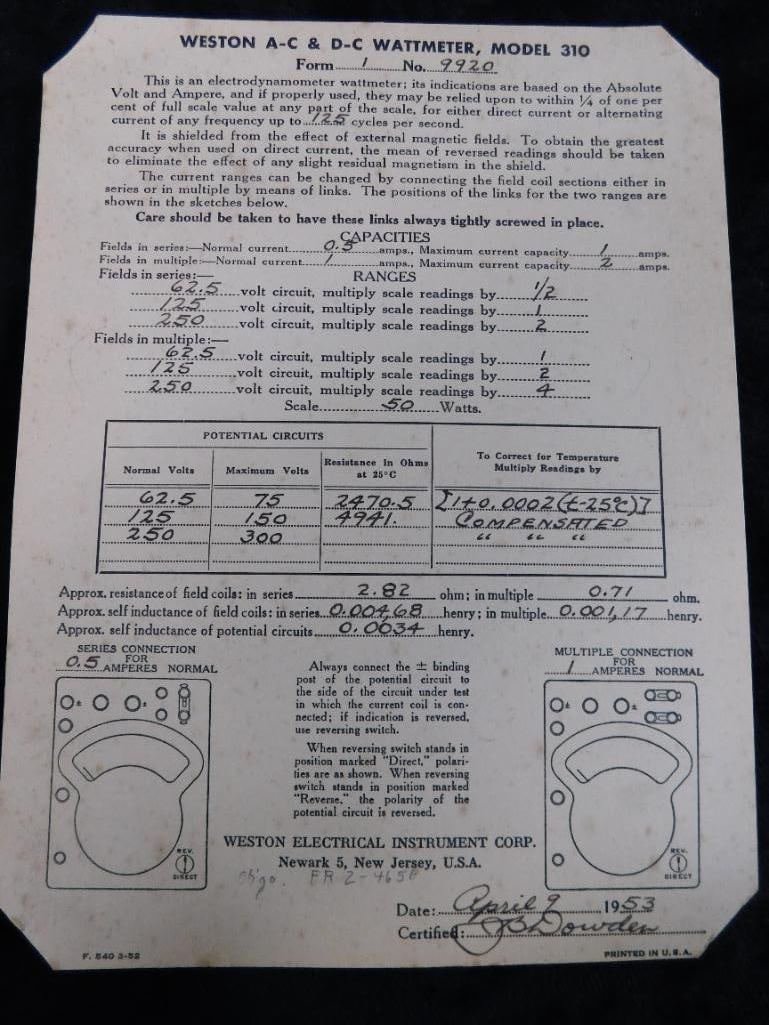 WESTON A-C & D-C WATTMETER, MODEL 310
Form 1 No. 9920
This is an electrodynamometer wattmeter; its indications are based on the Absolute
Volt and Ampere, and if properly used, they may be relied upon to within ¼ of one per
cent of full scale value at any part of the scale, for either direct current or alternating
current of any frequency up to 125 cycles per second.
It is shielded from the effect of external magnetic fields. To obtain the greatest
accuracy when used on direct current, the mean of reversed readings should be taken
to eliminate the effect of any slight residual magnetism in the shield.
The current ranges can be changed by connecting the field coil sections either in
series or in multiple by means of links. The positions of the links for the two ranges are
shown in the sketches below.
Care should be taken to have these links always tightly screwed in place.
CAPACITIES
Fields in series:—Normal current 0.5 amps., Maximum current capacity 1 amps.
Fields in multiple:—Normal current 1 amps., Maximum current capacity 2 amps.
Fields in series:— RANGES
62.5 volt circuit, multiply scale readings by 1/2
125 volt circuit, multiply scale readings by 1
250 volt circuit, multiply scale readings by 2
Fields in multiple:—
62.5 volt circuit, multiply scale readings by 1
125 volt circuit, multiply scale readings by 2
250 volt circuit, multiply scale readings by 4
Scale 50 Watts.
POTENTIAL CIRCUITS
Normal Volts Maximum Volts Resistance in Ohms at 25°C To Correct for Temperature Multiply Readings by
62.5 75 2470.5 [1+0.0002(t-25°C)]
125 150 4941. COMPENSATED
250 300 " " "
Approx. resistance of field coils: in series 2.82 ohm; in multiple 0.71 ohm.
Approx. self inductance of field coils: in series 0.004,68 henry; in multiple 0.001,17 henry.
Approx. self inductance of potential circuits 0.0034 henry.
SERIES CONNECTION
FOR
0.5 AMPERES NORMAL
± ±
REV.
DIRECT
Always connect the ± binding
post of the potential circuit to
the side of the circuit under test
in which the current coil is con-
nected; if indication is reversed,
use reversing switch.
When reversing switch stands in
position marked "Direct," polari-
ties are as shown. When reversing
switch stands in position marked
"Reverse," the polarity of the
potential circuit is reversed.
MULTIPLE CONNECTION
FOR
1 AMPERES NORMAL
± ±
REV.
DIRECT
WESTON ELECTRICAL INSTRUMENT CORP.
Newark 5, New Jersey, U.S.A.
Date: April 9 1953
Certified: JB Dowden
F. 540 3-52
PRINTED IN U.S.A.